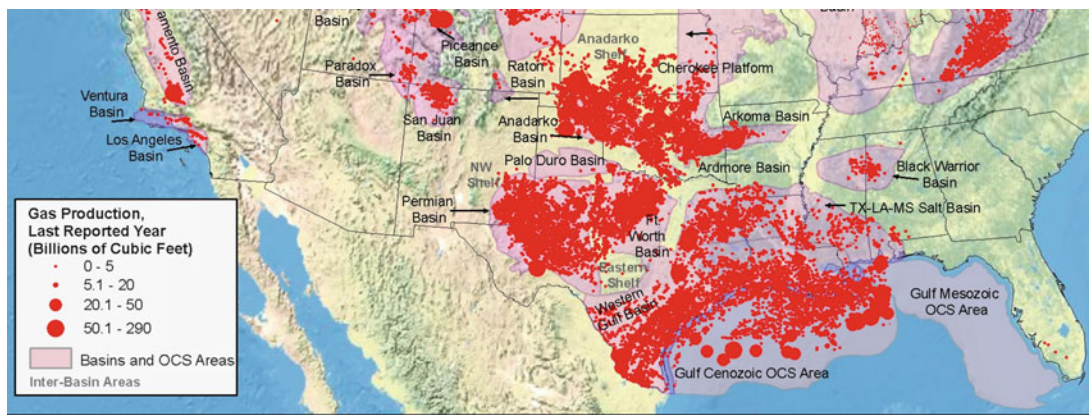 Basin
Basin
Piceance
Basin
Anadarko
Shelf
Paradox
Basin
Raton
Basin
Cherokee Platform
Ventura
Basin
San Juan
Basin
Anadarko
Basin
Arkoma Basin
Los Angeles
Basin
Palo Duro Basin
Ardmore Basin
Black Warrior
Basin
NW
Shelf
Permian
Basin
TX-LA-MS Salt Basin
Ft.
Worth
Basin
Eastern
Shelf
Western
Gulf Basin
Gulf Mesozoic
OCS Area
Gulf Cenozoic OCS Area
Gas Production,
Last Reported Year
(Billions of Cubic Feet)
0 - 5
5.1 - 20
20.1 - 50
50.1 - 290
Basins and OCS Areas
Inter-Basin Areas